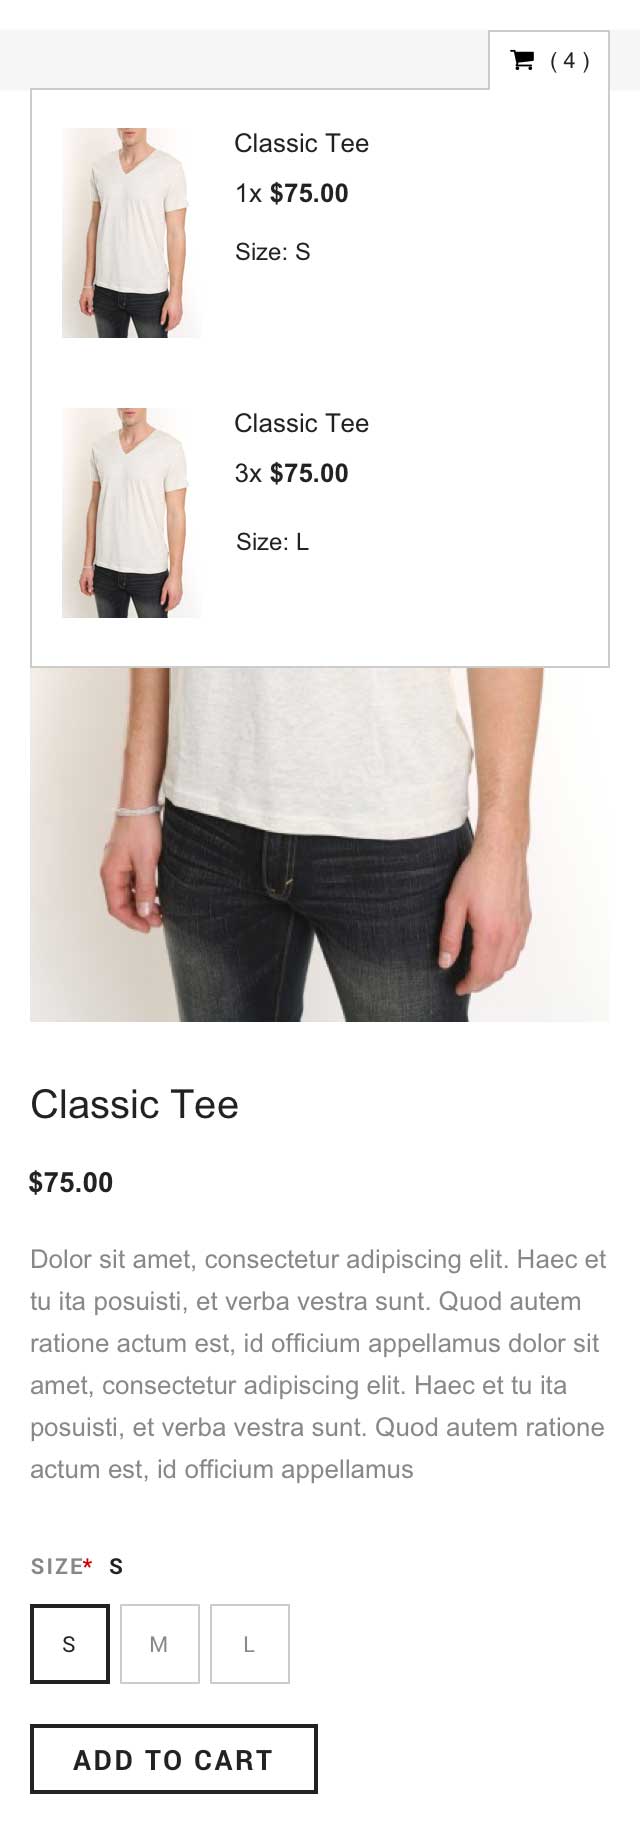 ( 4 )
Classic Tee
1x $75.00
Size: S
Classic Tee
3x $75.00
Size: L
Classic Tee
$75.00
Dolor sit amet, consectetur adipiscing elit. Haec et
tu ita posuisti, et verba vestra sunt. Quod autem
ratione actum est, id officium appellamus dolor sit
amet, consectetur adipiscing elit. Haec et tu ita
posuisti, et verba vestra sunt. Quod autem ratione
actum est, id officium appellamus
SIZE* S
S M L
ADD TO CART